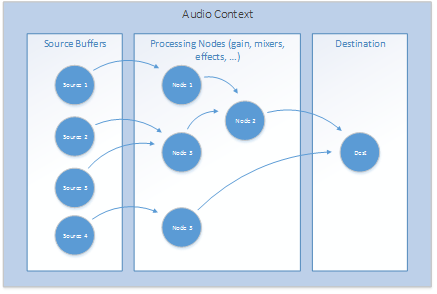 Audio Context
Source Buffers
Processing Nodes (gain, mixers,
effects, ...)
Destination
Source 1
Node 1
Source 2
Node 2
Node 3
Dest
Source 3
Source 4
Node 3